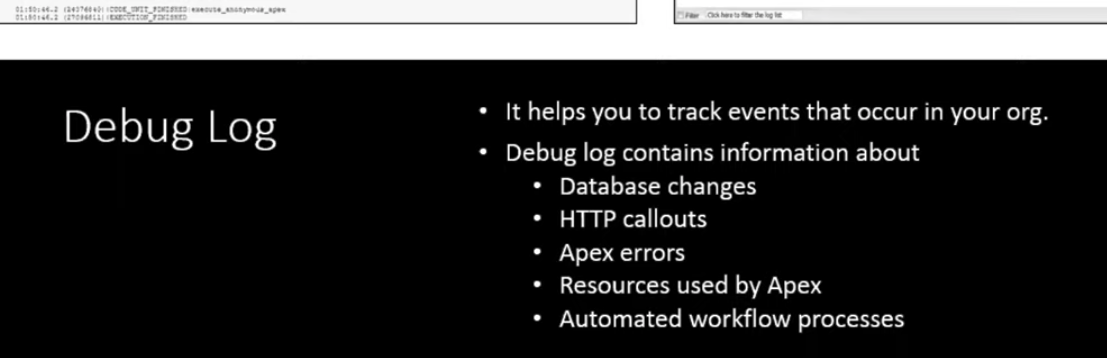 01:50:46.2 (24376840)|CODE_UNIT_FINISHED|execute_anonymous_apex
01:50:46.2 (27094811)|EXECUTION_FINISHED
Filter Click here to filter the log list
Debug Log
• It helps you to track events that occur in your org.
• Debug log contains information about
• Database changes
• HTTP callouts
• Apex errors
• Resources used by Apex
• Automated workflow processes